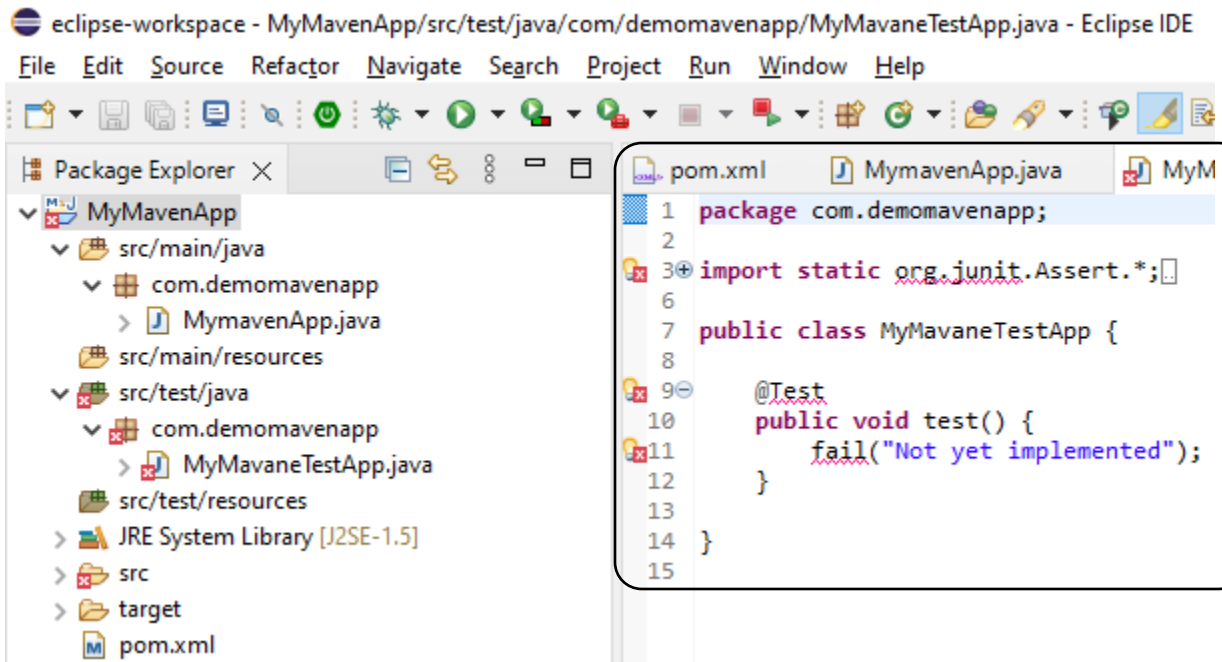 eclipse-workspace - MyMavenApp/src/test/java/com/demomavenapp/MyMavaneTestApp.java - Eclipse IDE
File Edit Source Refactor Navigate Search Project Run Window Help
Package Explorer
MyMavenApp
src/main/java
com.demomavenapp
MymavenApp.java
src/main/resources
src/test/java
com.demomavenapp
MyMavaneTestApp.java
src/test/resources
JRE System Library [J2SE-1.5]
src
target
pom.xml
pom.xml MymavenApp.java MyM
1 package com.demomavenapp;
2
3 import static org.junit.Assert.*;
6
7 public class MyMavaneTestApp {
8
9 @Test
10 public void test() {
11 fail("Not yet implemented");
12 }
13
14 }
15